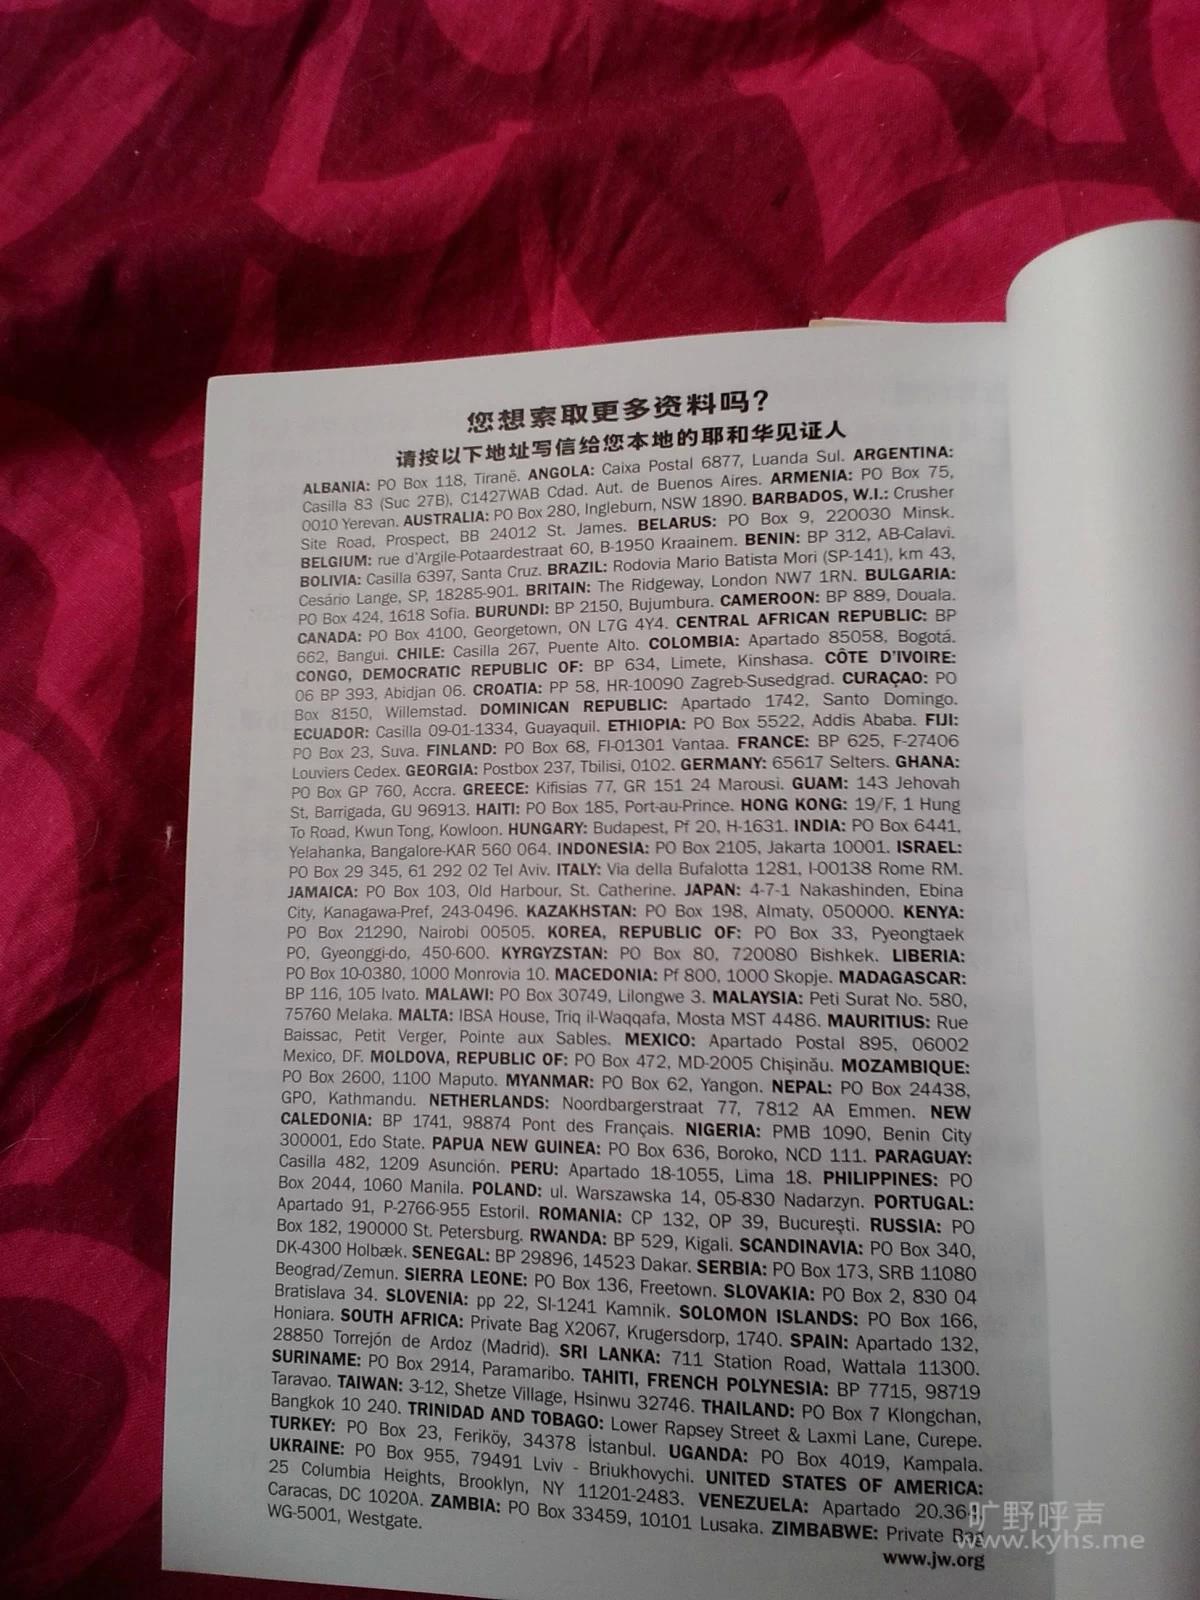 您想索取更多资料吗？
请按以下地址写信给您本地的耶和华见证人
ALBANIA: PO Box 118, Tiranë. ANGOLA: Caixa Postal 6877, Luanda Sul. ARGENTINA:
Casilla 83 (Suc 27B), C1427WAB Cdad. Aut. de Buenos Aires. ARMENIA: PO Box 75,
0010 Yerevan. AUSTRALIA: PO Box 280, Ingleburn, NSW 1890. BARBADOS, W.I.: Crusher
Site Road, Prospect, BB 24012 St. James. BELARUS: PO Box 9, 220030 Minsk.
BELGIUM: rue d'Argile-Potaardestraat 60, B-1950 Kraainem. BENIN: BP 312, AB-Calavi.
BOLIVIA: Casilla 6397, Santa Cruz. BRAZIL: Rodovia Mario Batista Mori (SP-141), km 43,
Cesário Lange, SP, 18285-901. BRITAIN: The Ridgeway, London NW7 1RN. BULGARIA:
PO Box 424, 1618 Sofia. BURUNDI: BP 2150, Bujumbura. CAMEROON: BP 889, Douala.
CANADA: PO Box 4100, Georgetown, ON L7G 4Y4. CENTRAL AFRICAN REPUBLIC: BP
662, Bangui. CHILE: Casilla 267, Puente Alto. COLOMBIA: Apartado 85058, Bogotá.
CONGO, DEMOCRATIC REPUBLIC OF: BP 634, Limete, Kinshasa. CÔTE D'IVOIRE:
06 BP 393, Abidjan 06. CROATIA: PP 58, HR-10090 Zagreb-Susedgrad. CURAÇAO: PO
Box 8150, Willemstad. DOMINICAN REPUBLIC: Apartado 1742, Santo Domingo.
ECUADOR: Casilla 09-01-1334, Guayaquil. ETHIOPIA: PO Box 5522, Addis Ababa. FIJI:
PO Box 23, Suva. FINLAND: PO Box 68, FI-01301 Vantaa. FRANCE: BP 625, F-27406
Louviers Cedex. GEORGIA: Postbox 237, Tbilisi, 0102. GERMANY: 65617 Selters. GHANA:
PO Box GP 760, Accra. GREECE: Kifisias 77, GR 151 24 Marousi. GUAM: 143 Jehovah
St, Barrigada, GU 96913. HAITI: PO Box 185, Port-au-Prince. HONG KONG: 19/F, 1 Hung
To Road, Kwun Tong, Kowloon. HUNGARY: Budapest, Pf 20, H-1631. INDIA: PO Box 6441,
Yelahanka, Bangalore-KAR 560 064. INDONESIA: PO Box 2105, Jakarta 10001. ISRAEL:
PO Box 29 345, 61 292 02 Tel Aviv. ITALY: Via della Bufalotta 1281, I-00138 Rome RM.
JAMAICA: PO Box 103, Old Harbour, St. Catherine. JAPAN: 4-7-1 Nakashinden, Ebina
City, Kanagawa-Pref, 243-0496. KAZAKHSTAN: PO Box 198, Almaty, 050000. KENYA:
PO Box 21290, Nairobi 00505. KOREA, REPUBLIC OF: PO Box 33, Pyeongtaek
PO, Gyeonggi-do, 450-600. KYRGYZSTAN: PO Box 80, 720080 Bishkek. LIBERIA:
PO Box 10-0380, 1000 Monrovia 10. MACEDONIA: Pf 800, 1000 Skopje. MADAGASCAR:
BP 116, 105 Ivato. MALAWI: PO Box 30749, Lilongwe 3. MALAYSIA: Peti Surat No. 580,
75760 Melaka. MALTA: IBSA House, Triq il-Waqqafa, Mosta MST 4486. MAURITIUS: Rue
Baissac, Petit Verger, Pointe aux Sables. MEXICO: Apartado Postal 895, 06002
Mexico, DF. MOLDOVA, REPUBLIC OF: PO Box 472, MD-2005 Chişinău. MOZAMBIQUE:
PO Box 2600, 1100 Maputo. MYANMAR: PO Box 62, Yangon. NEPAL: PO Box 24438,
GPO, Kathmandu. NETHERLANDS: Noordbargerstraat 77, 7812 AA Emmen. NEW
CALEDONIA: BP 1741, 98874 Pont des Français. NIGERIA: PMB 1090, Benin City
300001, Edo State. PAPUA NEW GUINEA: PO Box 636, Boroko, NCD 111. PARAGUAY:
Casilla 482, 1209 Asunción. PERU: Apartado 18-1055, Lima 18. PHILIPPINES: PO
Box 2044, 1060 Manila. POLAND: ul. Warszawska 14, 05-830 Nadarzyn. PORTUGAL:
Apartado 91, P-2766-955 Estoril. ROMANIA: CP 132, OP 39, Bucureşti. RUSSIA: PO
Box 182, 190000 St. Petersburg. RWANDA: BP 529, Kigali. SCANDINAVIA: PO Box 340,
DK-4300 Holbæk. SENEGAL: BP 29896, 14523 Dakar. SERBIA: PO Box 173, SRB 11080
Beograd/Zemun. SIERRA LEONE: PO Box 136, Freetown. SLOVAKIA: PO Box 2, 830 04
Bratislava 34. SLOVENIA: pp 22, SI-1241 Kamnik. SOLOMON ISLANDS: PO Box 166,
Honiara. SOUTH AFRICA: Private Bag X2067, Krugersdorp, 1740. SPAIN: Apartado 132,
28850 Torrejón de Ardoz (Madrid). SRI LANKA: 711 Station Road, Wattala 11300.
SURINAME: PO Box 2914, Paramaribo. TAHITI, FRENCH POLYNESIA: BP 7715, 98719
Taravao. TAIWAN: 3-12, Shetze Village, Hsinwu 32746. THAILAND: PO Box 7 Klongchan,
Bangkok 10 240. TRINIDAD AND TOBAGO: Lower Rapsey Street & Laxmi Lane, Curepe.
TURKEY: PO Box 23, Feriköy, 34378 İstanbul. UGANDA: PO Box 4019, Kampala.
UKRAINE: PO Box 955, 79491 Lviv - Briukhovychi. UNITED STATES OF AMERICA:
25 Columbia Heights, Brooklyn, NY 11201-2483. VENEZUELA: Apartado 20.364,
Caracas, DC 1020A. ZAMBIA: PO Box 33459, 10101 Lusaka. ZIMBABWE: Private Bag
WG-5001, Westgate.
www.jw.org
旷野呼声
www.kyhs.me